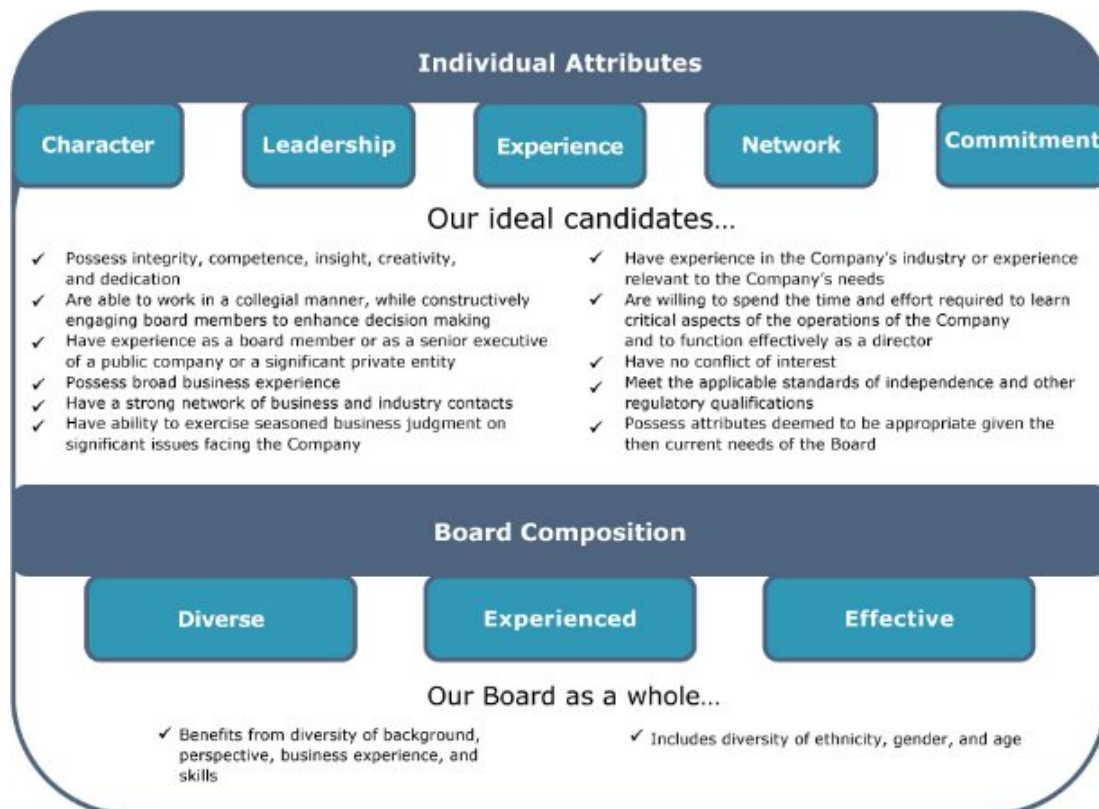 Individual Attributes
Character
Leadership
Experience
Network
Commitment
Our ideal candidates…
✓ Possess integrity, competence, insight, creativity,
and dedication
✓ Are able to work in a collegial manner, while constructively
engaging board members to enhance decision making
✓ Have experience as a board member or as a senior executive
of a public company or a significant private entity
✓ Possess broad business experience
✓ Have a strong network of business and industry contacts
✓ Have ability to exercise seasoned business judgment on
significant issues facing the Company
✓ Have experience in the Company's industry or experience
relevant to the Company's needs
✓ Are willing to spend the time and effort required to learn
critical aspects of the operations of the Company
and to function effectively as a director
✓ Have no conflict of interest
✓ Meet the applicable standards of independence and other
regulatory qualifications
✓ Possess attributes deemed to be appropriate given the
then current needs of the Board
Board Composition
Diverse
Experienced
Effective
Our Board as a whole…
✓ Benefits from diversity of background,
perspective, business experience, and
skills
✓ Includes diversity of ethnicity, gender, and age